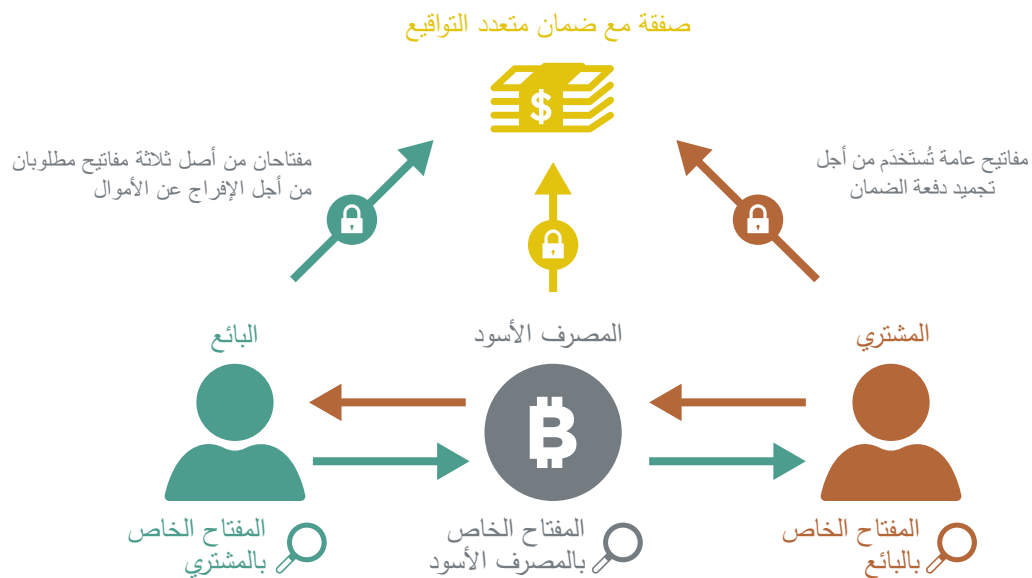 صفقة مع ضمان متعدد التواقيع
$
مفاتيح عامة تُستَخدَم من أجل
تجميد دفعة الضمان
مفتاحان من أصل ثلاثة مفاتيح مطلوبان
من أجل الإفراج عن الأموال
المشتري
المصرف الأسود
البائع
المفتاح الخاص
بالبائع
المفتاح الخاص
بالمصرف الأسود
المفتاح الخاص
بالمشتري